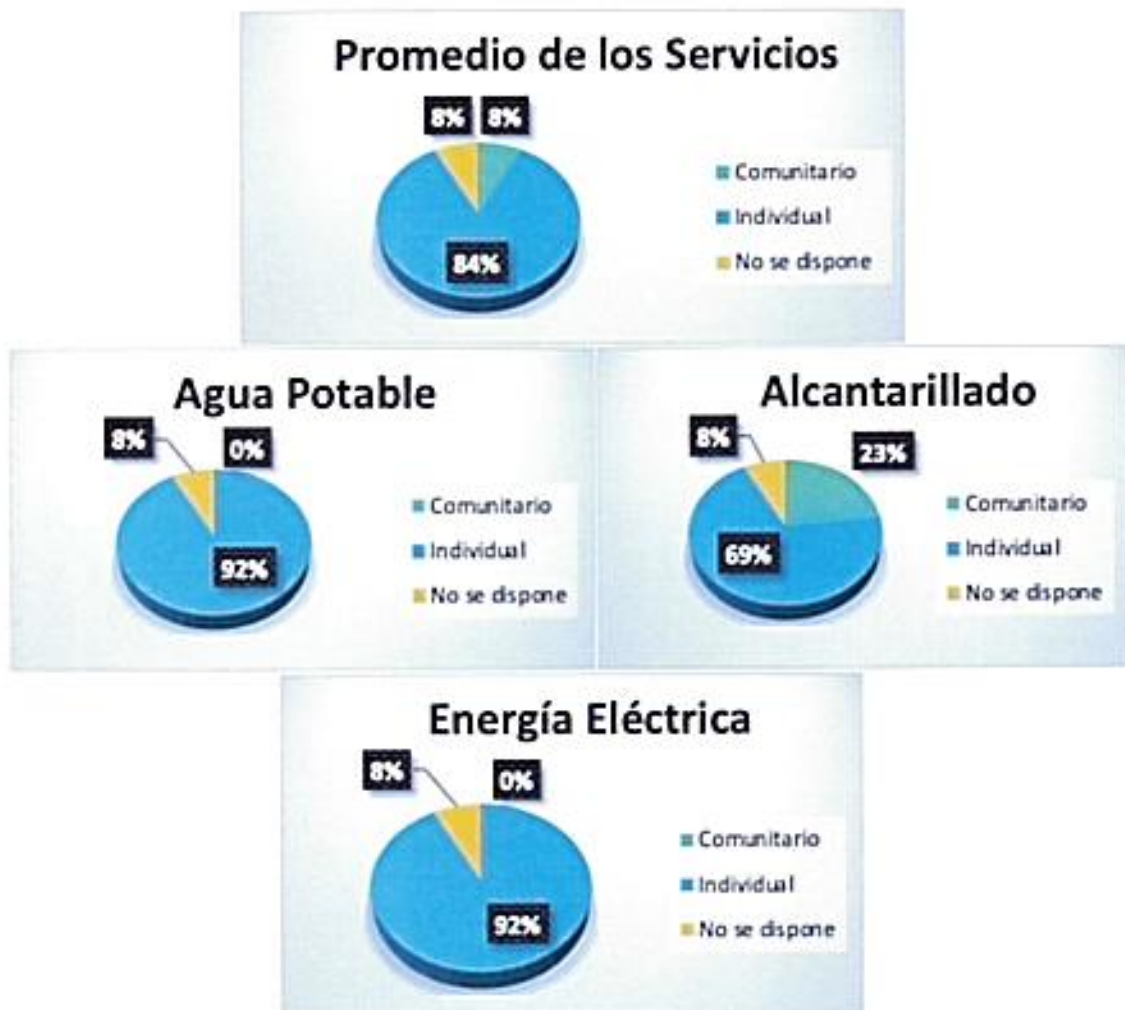 Promedio de los Servicios
8% 8%
84%
Comunitario
Individual
No se dispone
Agua Potable
8% 0%
92%
Comunitario
Individual
No se dispone
Alcantarillado
8% 23%
69%
Comunitario
Individual
No se dispone
Energía Eléctrica
8% 0%
92%
Comunitario
Individual
No se dispone